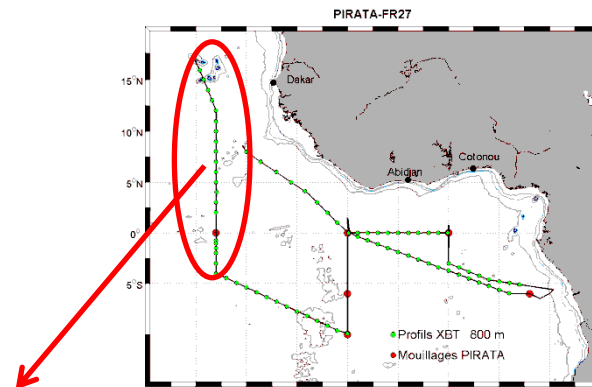 PIRATA-FR27
15°N
10°N
5°N
0°
5°S
Dakar
Abidjan
Cotonou
Profils XBT 800 m
Mouillages PIRATA